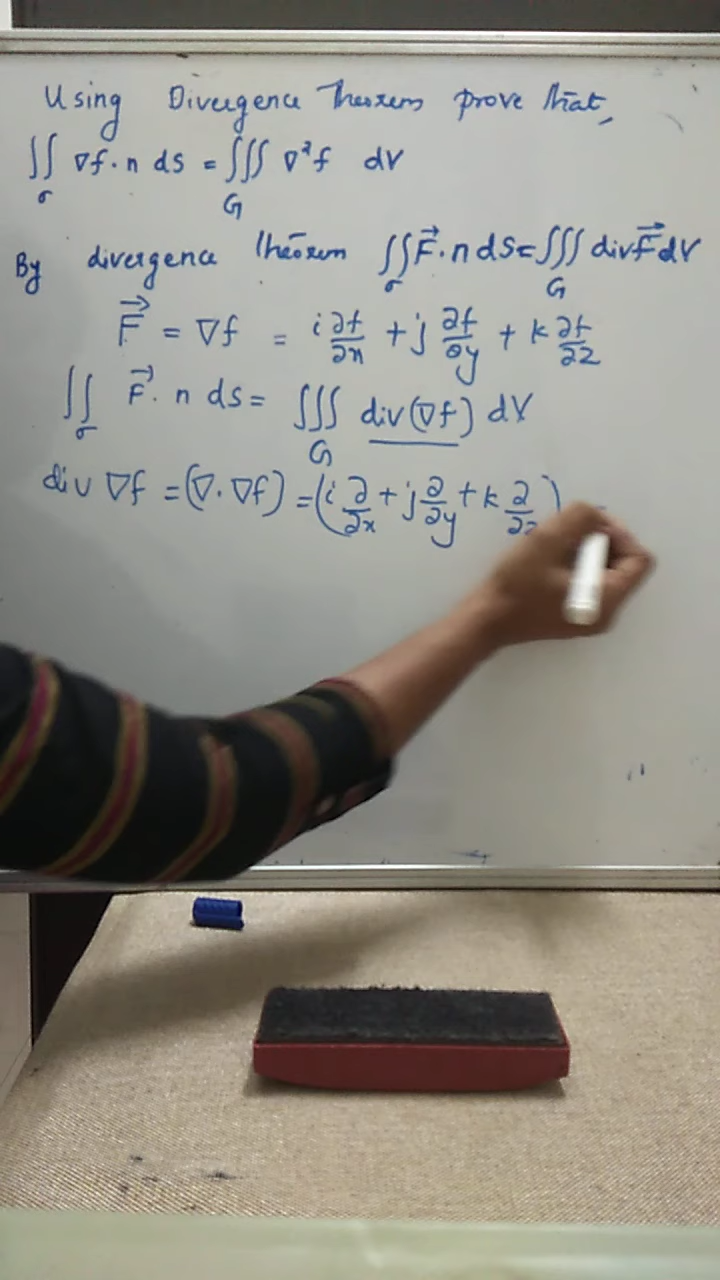 Using Divergence Theorem prove that,
∬σ ∇f · n ds = ∭G ∇²f dV
By divergence theorem ∬σ F⃗ · n ds = ∭G div F⃗ dV
F⃗ = ∇f = i ∂f/∂x + j ∂f/∂y + k ∂f/∂z
∬σ F⃗ · n ds = ∭G div(∇f) dV
div ∇f = (∇ · ∇f) = (i ∂/∂x + j ∂/∂y + k ∂/∂z)